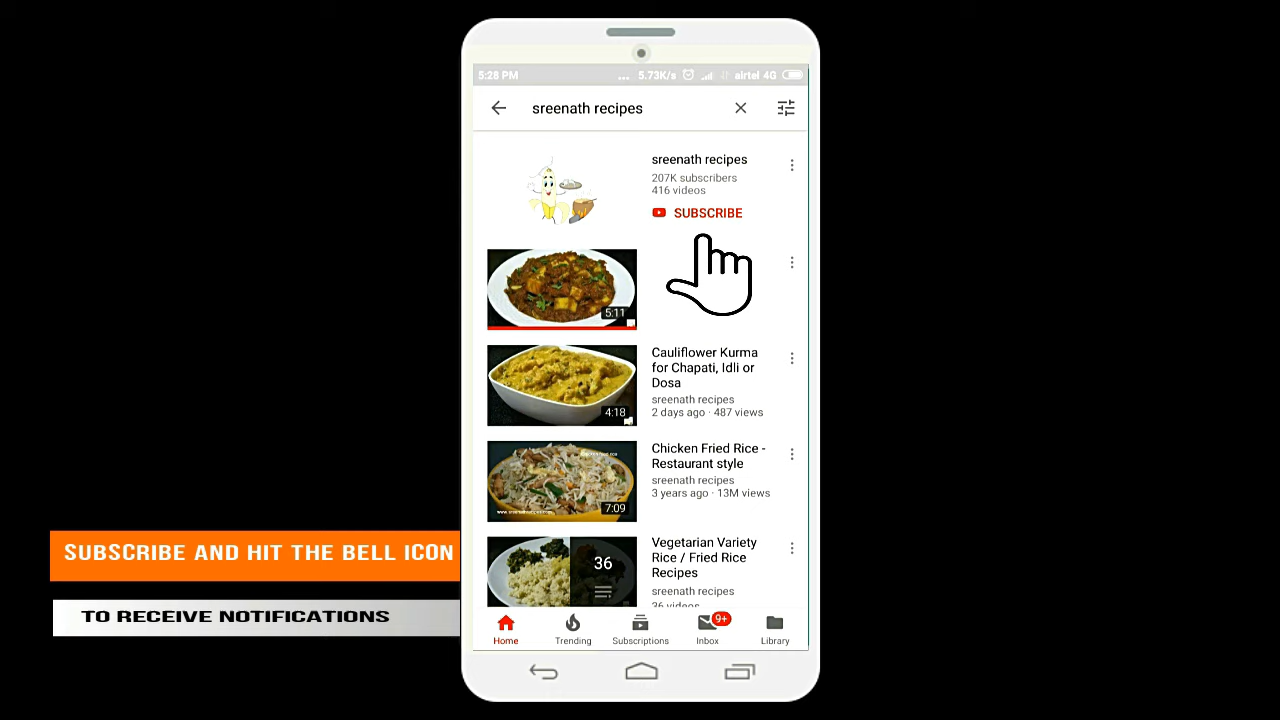 5:28 PM
... 5.73K/s airtel 4G
sreenath recipes
sreenath recipes
207K subscribers
416 videos
SUBSCRIBE
5:11
Cauliflower Kurma
for Chapati, Idli or
Dosa
sreenath recipes
2 days ago · 487 views
4:18
Chicken Fried Rice -
Restaurant style
sreenath recipes
3 years ago · 13M views
7:09
Vegetarian Variety
Rice / Fried Rice
Recipes
sreenath recipes
36 videos
36
Home
Trending
Subscriptions
9+
Inbox
Library
SUBSCRIBE AND HIT THE BELL ICON
TO RECEIVE NOTIFICATIONS